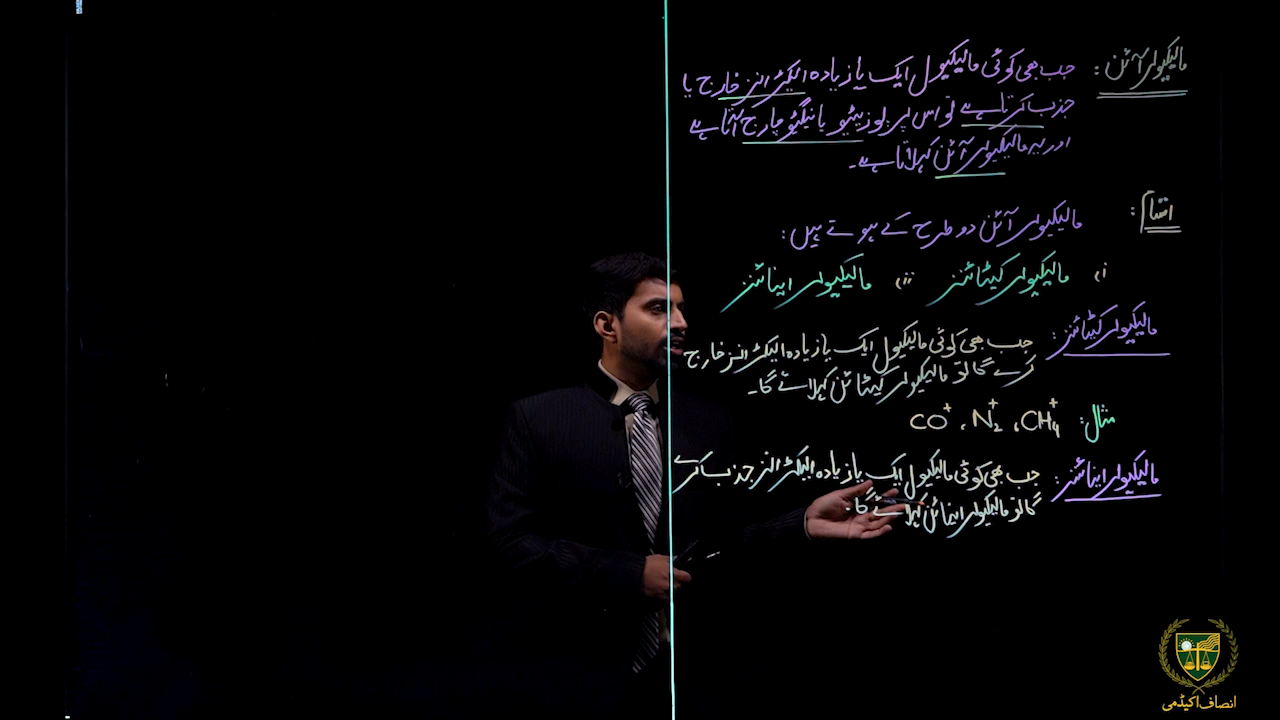 مالیکیولر آئن:
جب بھی کوئی مالیکیول ایک یا زیادہ الیکٹرانز خارج یا
جذب کرتا ہے تو اس پر پوزیٹیو یا نیگٹیو چارج آتا ہے
اور یہ مالیکیولر آئن کہلاتا ہے۔
اقسام:
مالیکیولر آئن دو طرح کے ہوتے ہیں:
i) مالیکیولر کیٹائنز ii) مالیکیولر اینائنز
مالیکیولر کیٹائنز:
جب بھی کوئی مالیکیول ایک یا زیادہ الیکٹرانز خارج
کرے گا تو مالیکیولر کیٹائن کہلائے گا۔
مثال: CH₄⁺ ، N₂⁺ ، CO⁺
مالیکیولر اینائنز:
جب بھی کوئی مالیکیول ایک یا زیادہ الیکٹرانز جذب کرے
گا تو مالیکیولر اینائن کہلائے گا۔
انصاف اکیڈمی